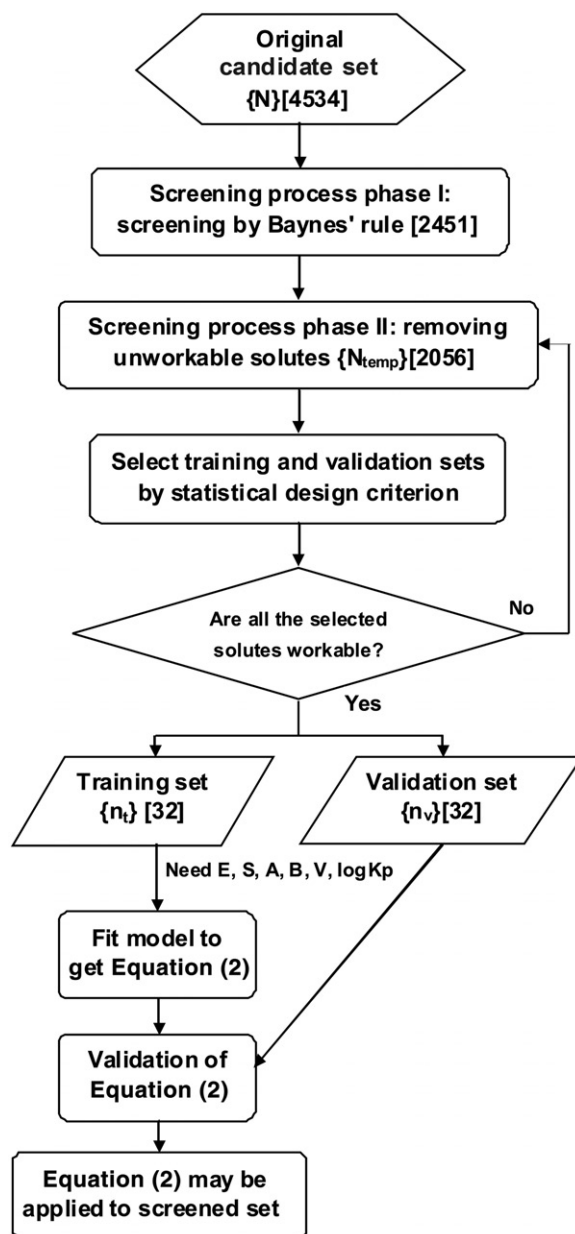 Original
candidate set
{N}[4534]
Screening process phase I:
screening by Baynes' rule [2451]
Screening process phase II: removing
unworkable solutes {Ntemp}[2056]
Select training and validation sets
by statistical design criterion
Are all the selected
solutes workable?
No
Yes
Training set
{nt} [32]
Validation set
{nv}[32]
Need E, S, A, B, V, logKp
Fit model to
get Equation (2)
Validation of
Equation (2)
Equation (2) may be
applied to screened set